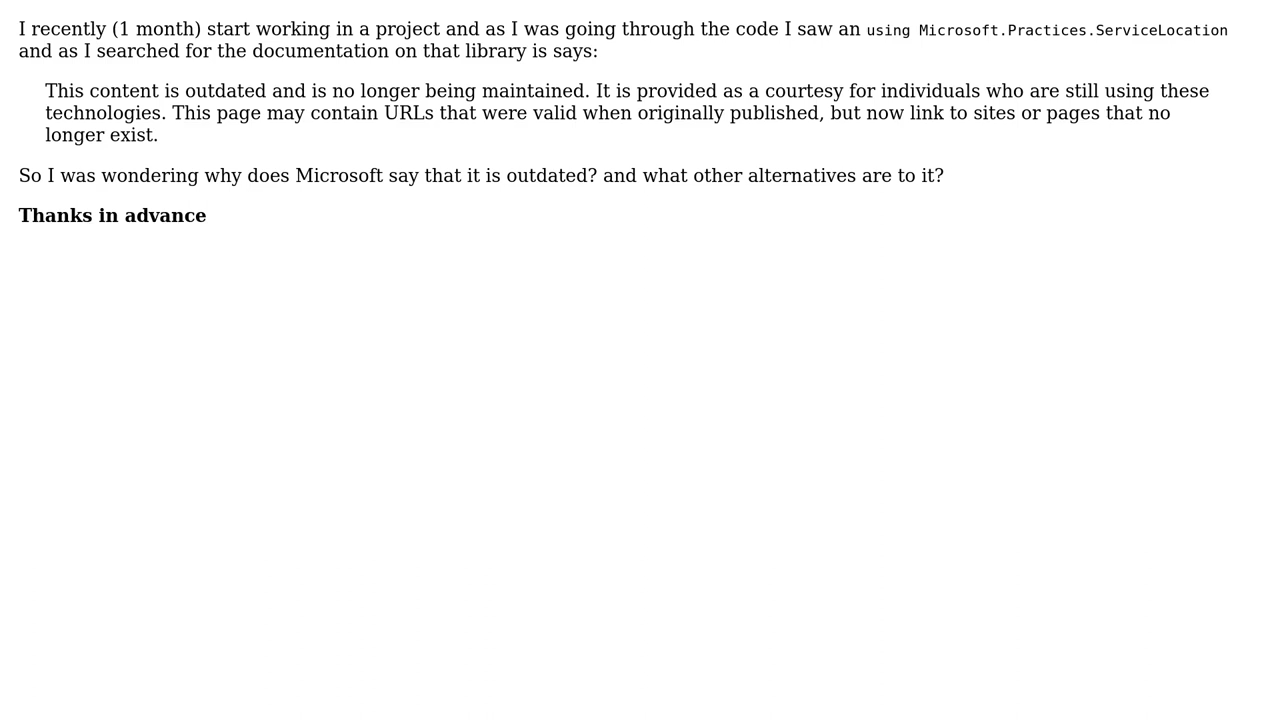 I recently (1 month) start working in a project and as I was going through the code I saw an using Microsoft.Practices.ServiceLocation
and as I searched for the documentation on that library is says:
This content is outdated and is no longer being maintained. It is provided as a courtesy for individuals who are still using these
technologies. This page may contain URLs that were valid when originally published, but now link to sites or pages that no
longer exist.
So I was wondering why does Microsoft say that it is outdated? and what other alternatives are to it?
Thanks in advance